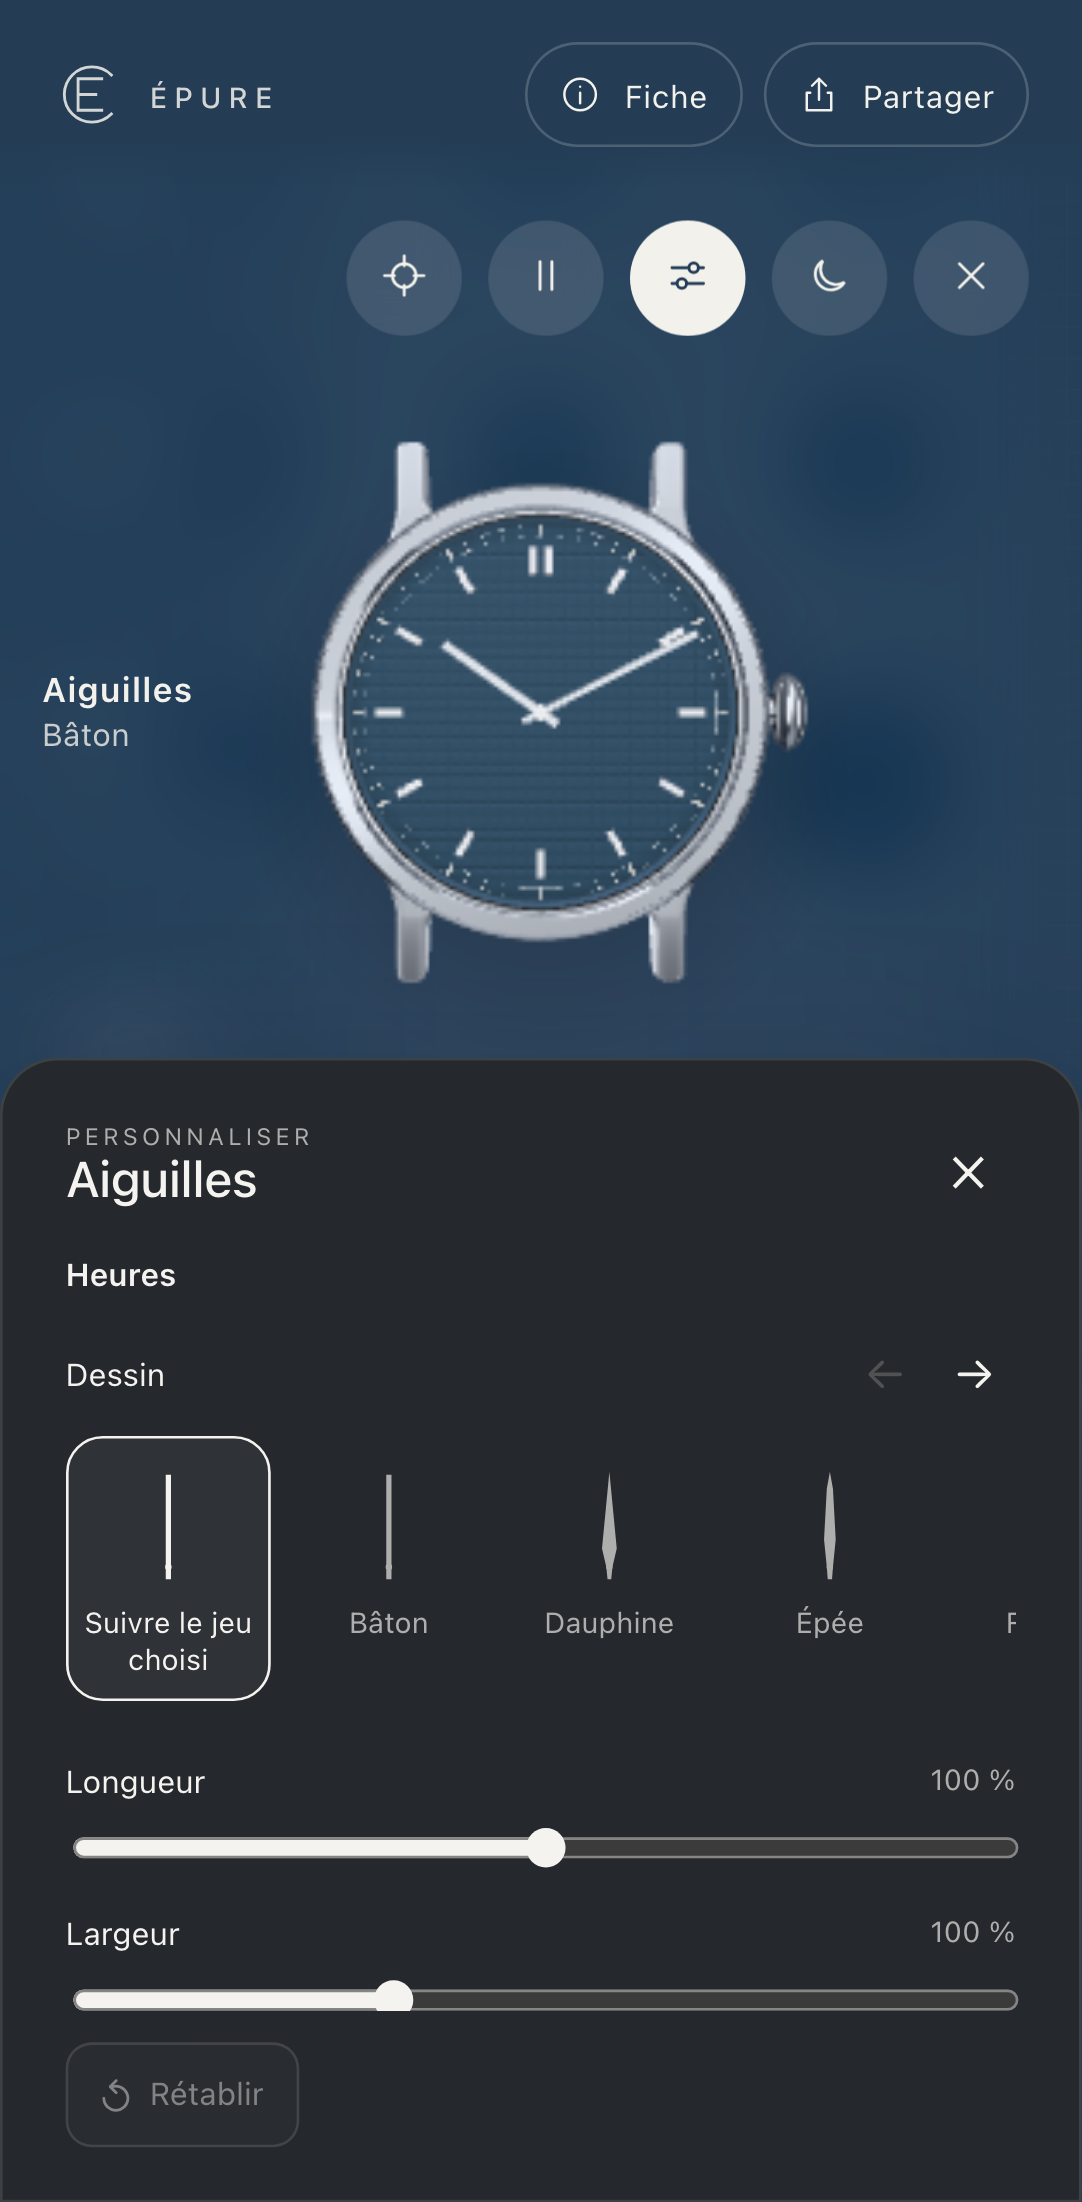 ÉPURE
Fiche
Partager
Aiguilles
Bâton
PERSONNALISER
Aiguilles
Heures
Dessin
Suivre le jeu
choisi
Bâton
Dauphine
Épée
Longueur
100 %
Largeur
100 %
Rétablir